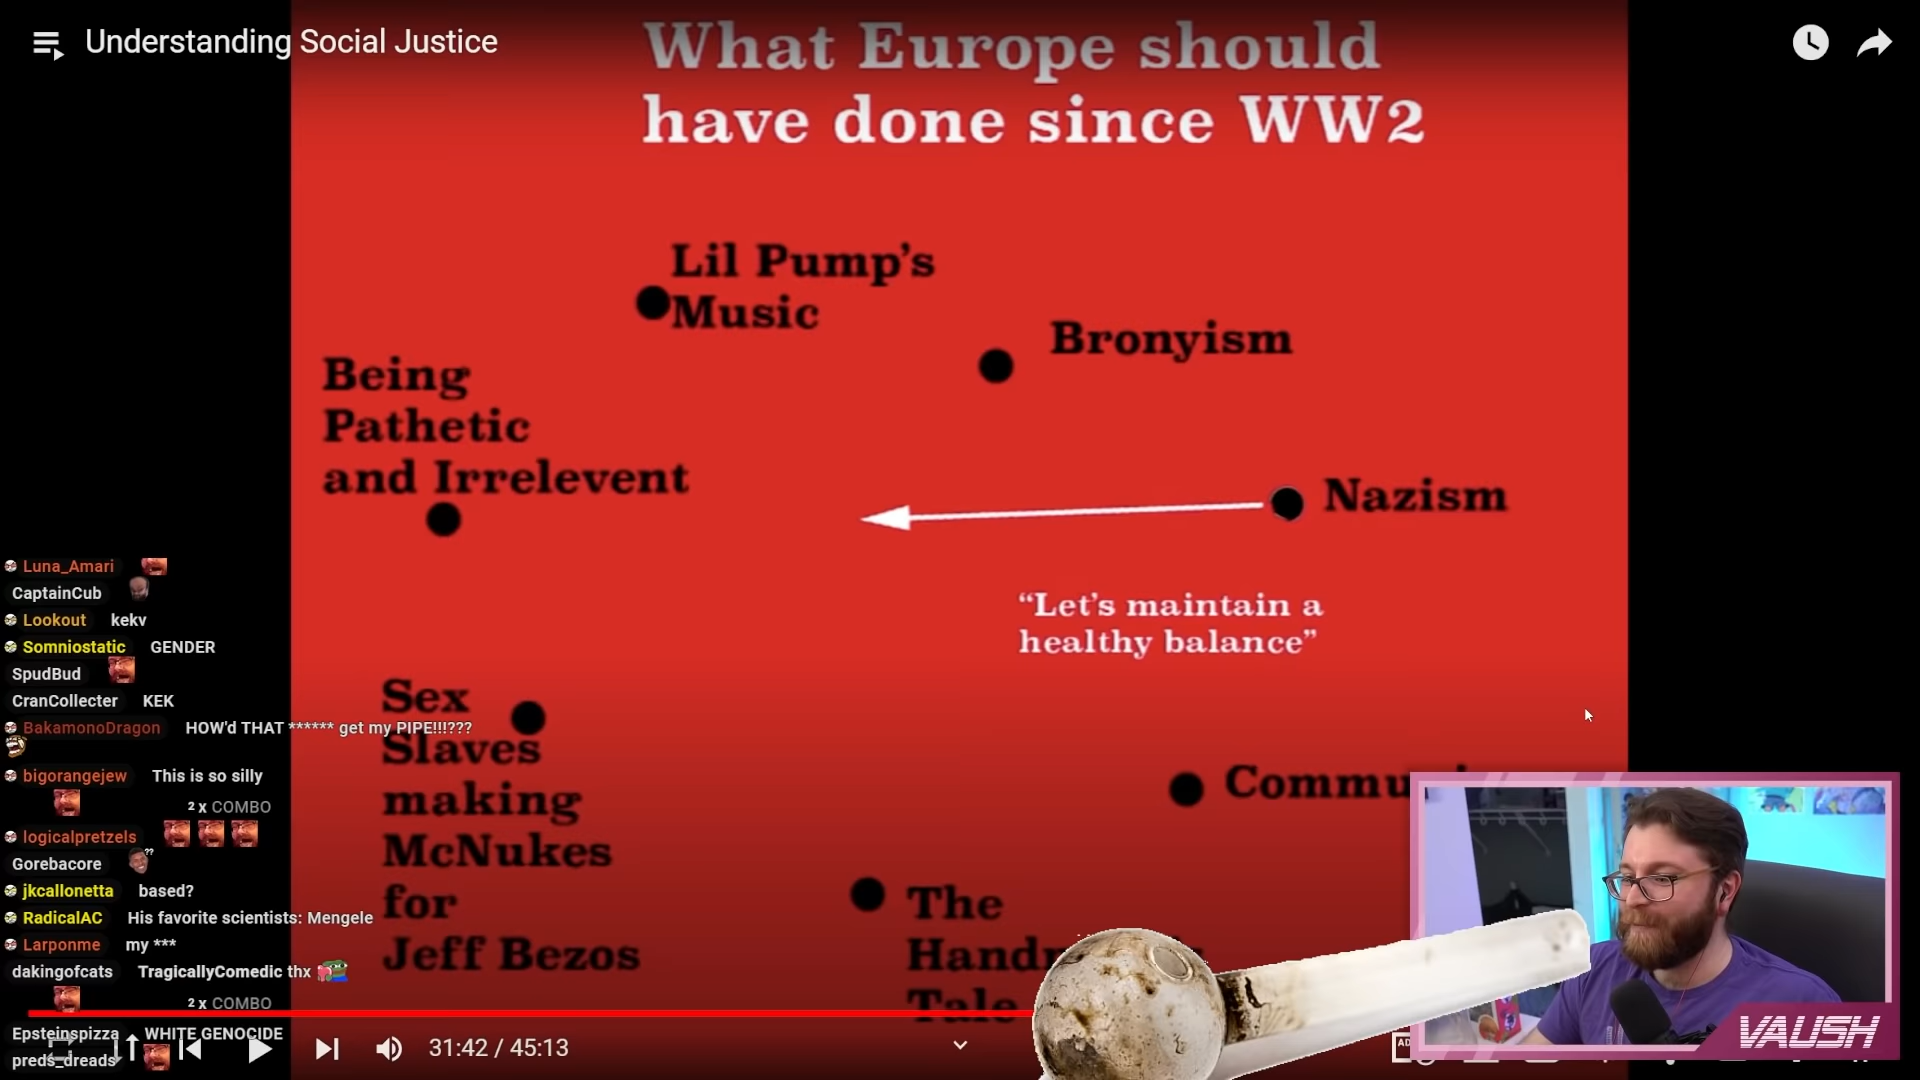 Understanding Social Justice
What Europe should
have done since WW2
Lil Pump's
Music
Bronyism
Being
Pathetic
and Irrelevent
Nazism
“Let's maintain a
healthy balance”
Sex
Slaves
making
McNukes
for
Jeff Bezos
The
Tale
Luna_Amari
CaptainCub
Lookout kekv
Somniostatic GENDER
SpudBud
CranCollecter KEK
BakamonoDragon HOW'd THAT ****** get my PIPE!!!???
bigorangejew This is so silly
2 x COMBO
logicalpretzels
Gorebacore ??
jkcallonetta based?
RadicalAC His favorite scientists: Mengele
Larponme my ***
dakingofcats TragicallyComedic thx
2 x COMBO
Epsteinspizza WHITE GENOCIDE
preds_dreads
31:42 / 45:13
VAUSH